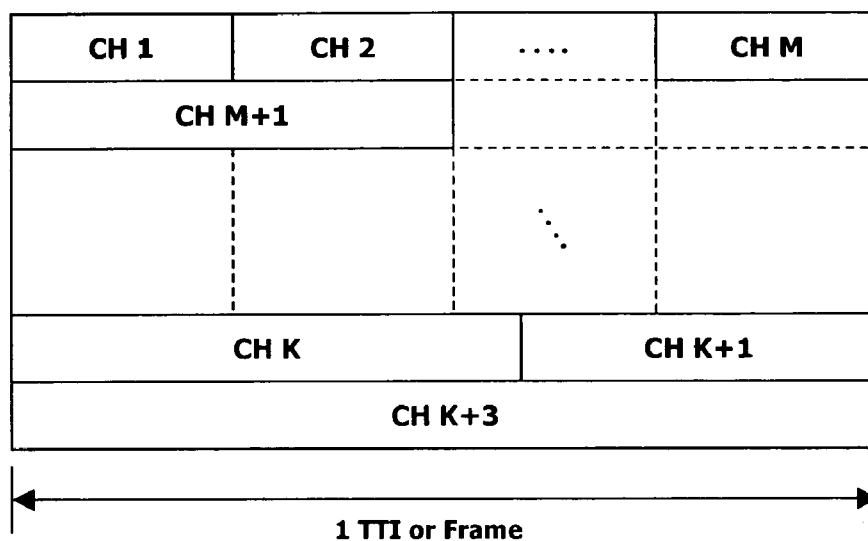 CH 1 CH 2 .... CH M
CH M+1
CH K CH K+1
CH K+3
1 TTI or Frame